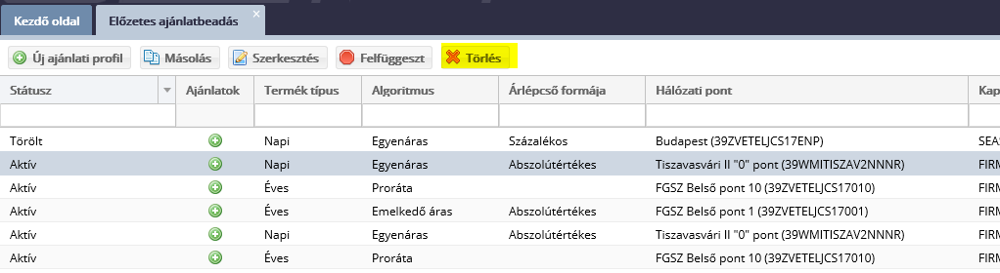 Kezdő oldal Előzetes ajánlatbeadás
Új ajánlati profil Másolás Szerkesztés Felfüggeszt Törlés
Státusz Ajánlatok Termék típus Algoritmus Árlépcső formája Hálózati pont Kap
Törölt Napi Egyenáras Százalékos Budapest (39ZVETELJCS17ENP) SEAS
Aktív Napi Egyenáras Abszolútértékes Tiszavasvári II "0" pont (39WMITISZAV2NNNR) FIRM
Aktív Éves Proráta FGSZ Belső pont 10 (39ZVETELJCS17010) FIRM
Aktív Éves Emelkedő áras Abszolútértékes FGSZ Belső pont 1 (39ZVETELJCS17001) FIRM
Aktív Napi Egyenáras Abszolútértékes Tiszavasvári II "0" pont (39WMITISZAV2NNNR) FIRM
Aktív Éves Proráta FGSZ Belső pont 10 (39ZVETELJCS17010) FIRM